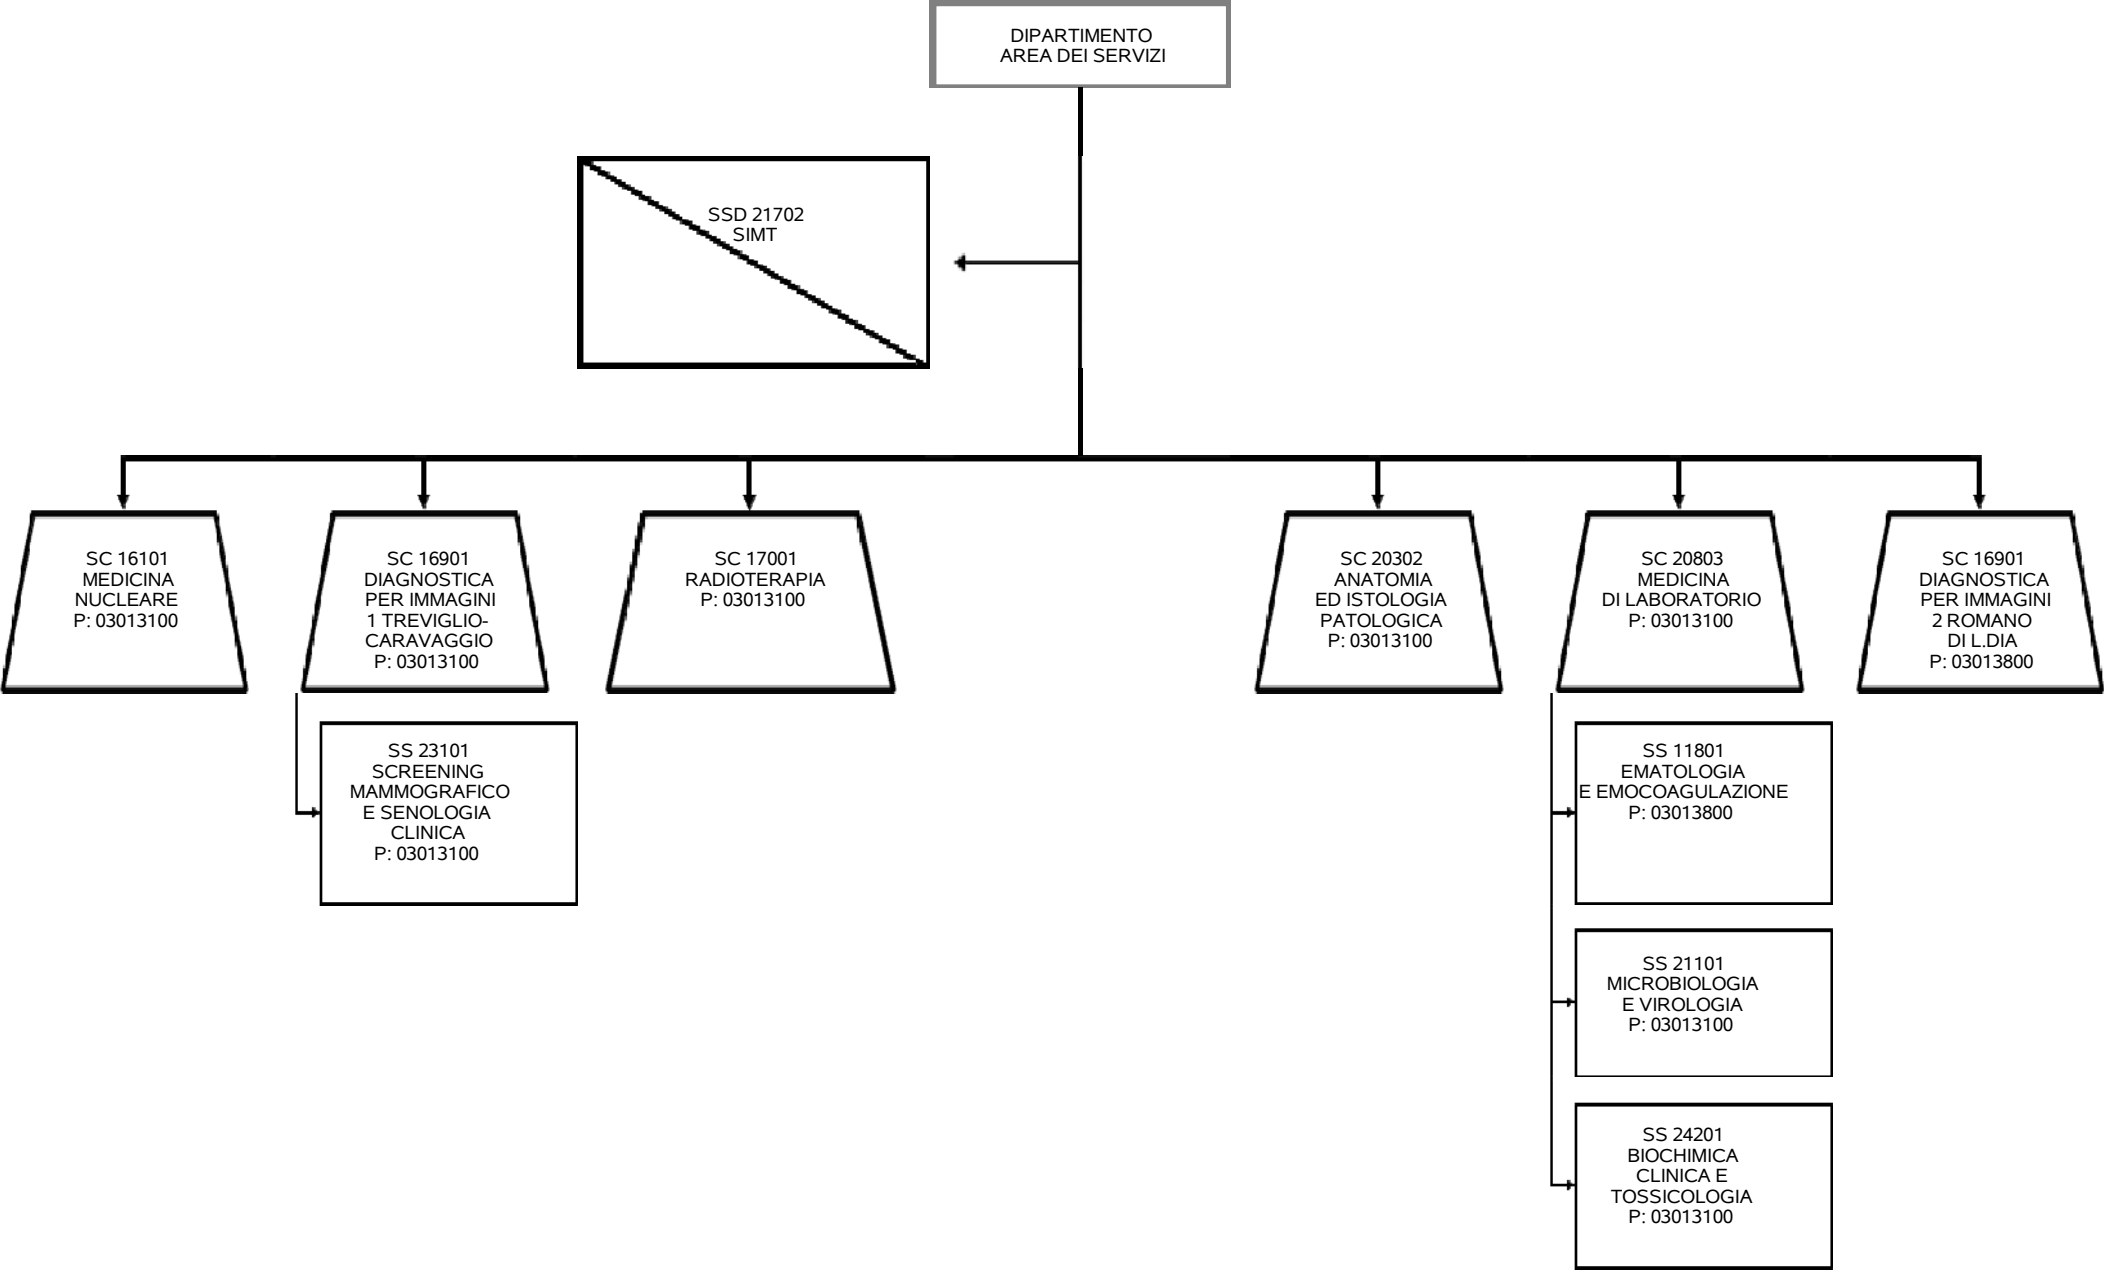 DIPARTIMENTO
AREA DEI SERVIZI
SSD 21702
SIMT
SC 16101
MEDICINA
NUCLEARE
P: 03013100
SC 16901
DIAGNOSTICA
PER IMMAGINI
1 TREVIGLIO-
CARAVAGGIO
P: 03013100
SC 17001
RADIOTERAPIA
P: 03013100
SC 20302
ANATOMIA
ED ISTOLOGIA
PATOLOGICA
P: 03013100
SC 20803
MEDICINA
DI LABORATORIO
P: 03013100
SC 16901
DIAGNOSTICA
PER IMMAGINI
2 ROMANO
DI L.DIA
P: 03013800
SS 23101
SCREENING
MAMMOGRAFICO
E SENOLOGIA
CLINICA
P: 03013100
SS 11801
EMATOLOGIA
E EMOCOAGULAZIONE
P: 03013800
SS 21101
MICROBIOLOGIA
E VIROLOGIA
P: 03013100
SS 24201
BIOCHIMICA
CLINICA E
TOSSICOLOGIA
P: 03013100